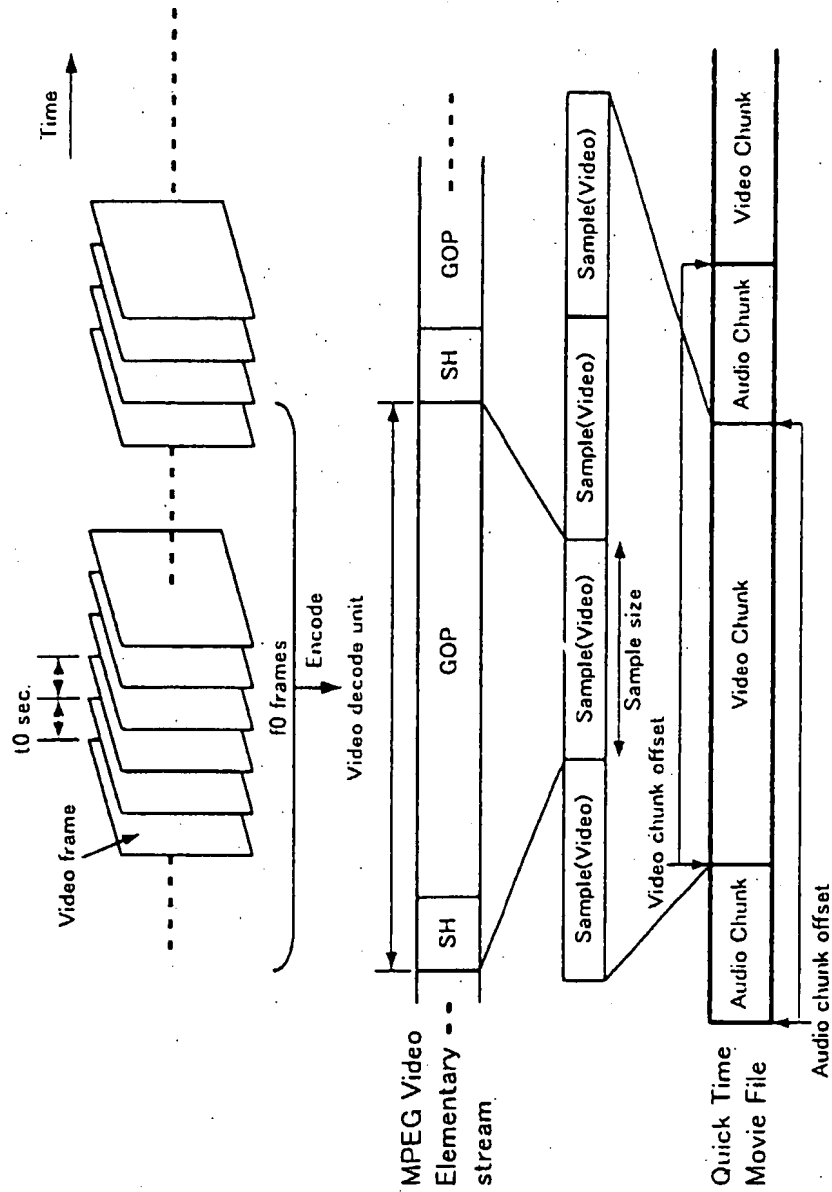 Time
t0 sec.
Video frame
f0 frames
Encode
Video decode unit
MPEG Video
Elementary
stream
SH
GOP
SH
GOP
Sample(Video)
Sample(Video)
Sample(Video)
Sample(Video)
Sample size
Video chunk offset
Quick Time
Movie File
Audio Chunk
Video Chunk
Audio Chunk
Video Chunk
Audio chunk offset